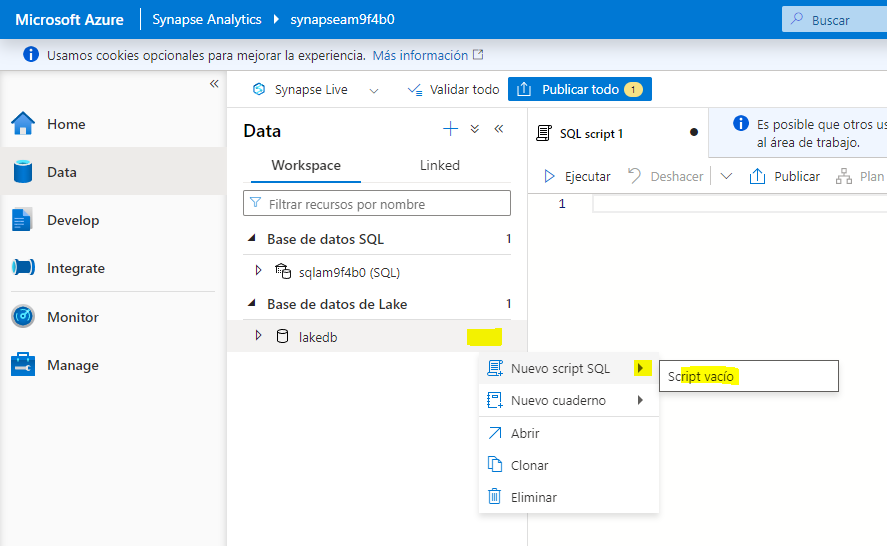 Microsoft Azure Synapse Analytics synapseam9f4b0 Buscar
Usamos cookies opcionales para mejorar la experiencia. Más información
Synapse Live Validar todo Publicar todo 1
Home
Data
Develop
Integrate
Monitor
Manage
Data
Workspace Linked
Filtrar recursos por nombre
Base de datos SQL 1
sqlam9f4b0 (SQL)
Base de datos de Lake 1
lakedb
SQL script 1
Es posible que otros us
al área de trabajo.
Ejecutar Deshacer Publicar Plan
1
Nuevo script SQL
Script vacío
Nuevo cuaderno
Abrir
Clonar
Eliminar